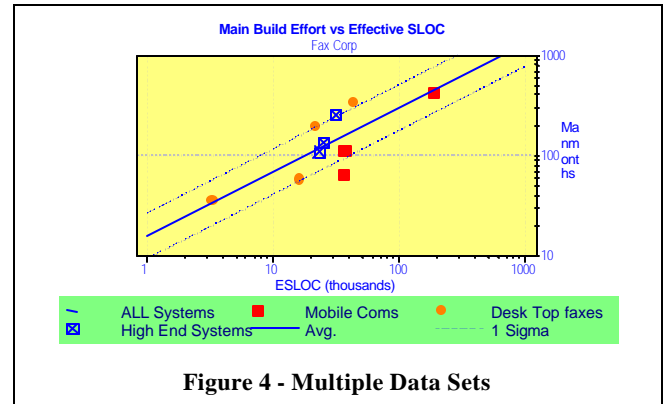 Main Build Effort vs Effective SLOC
Fax Corp
1000
100
10
Ma
nm
ont
hs
1
10
100
1000
ESLOC (thousands)
ALL Systems
Mobile Coms
Desk Top faxes
High End Systems
Avg.
1 Sigma
Figure 4 - Multiple Data Sets